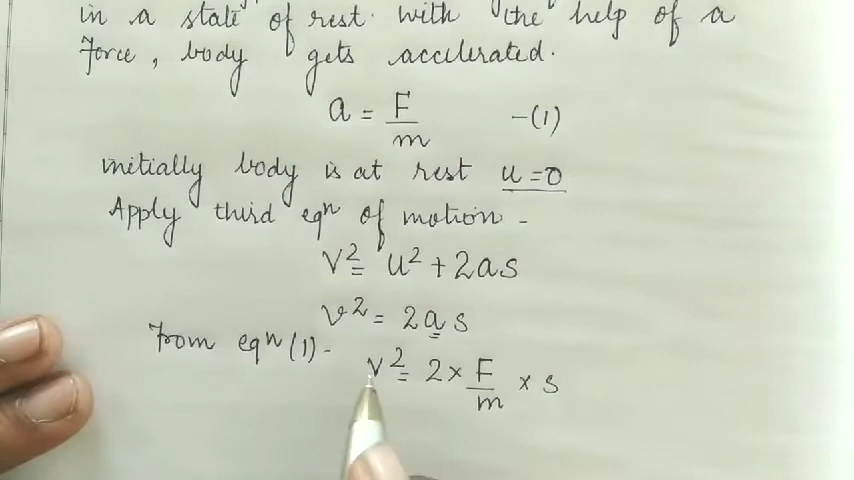 in a state of rest. With the help of a
force, body gets accelerated.
a = F/m -(1)
initially body is at rest u = 0
Apply third eqn of motion -
V² = u² + 2as
v² = 2as
from eqn (1) - v² = 2 × F/m × s